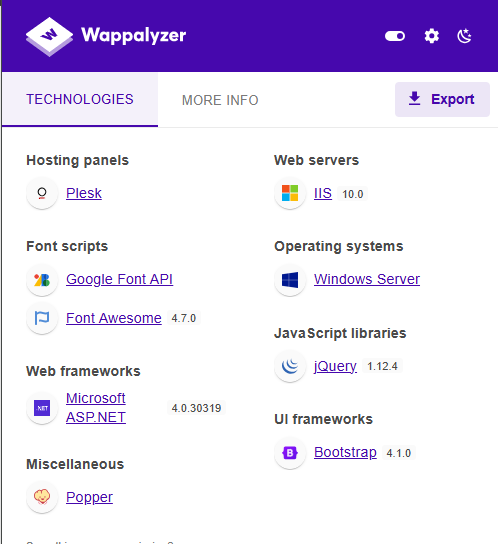 Wappalyzer
TECHNOLOGIES
MORE INFO
Export
Hosting panels
Plesk
Font scripts
Google Font API
Font Awesome 4.7.0
Web frameworks
Microsoft
ASP.NET 4.0.30319
Miscellaneous
Popper
Web servers
IIS 10.0
Operating systems
Windows Server
JavaScript libraries
jQuery 1.12.4
UI frameworks
Bootstrap 4.1.0